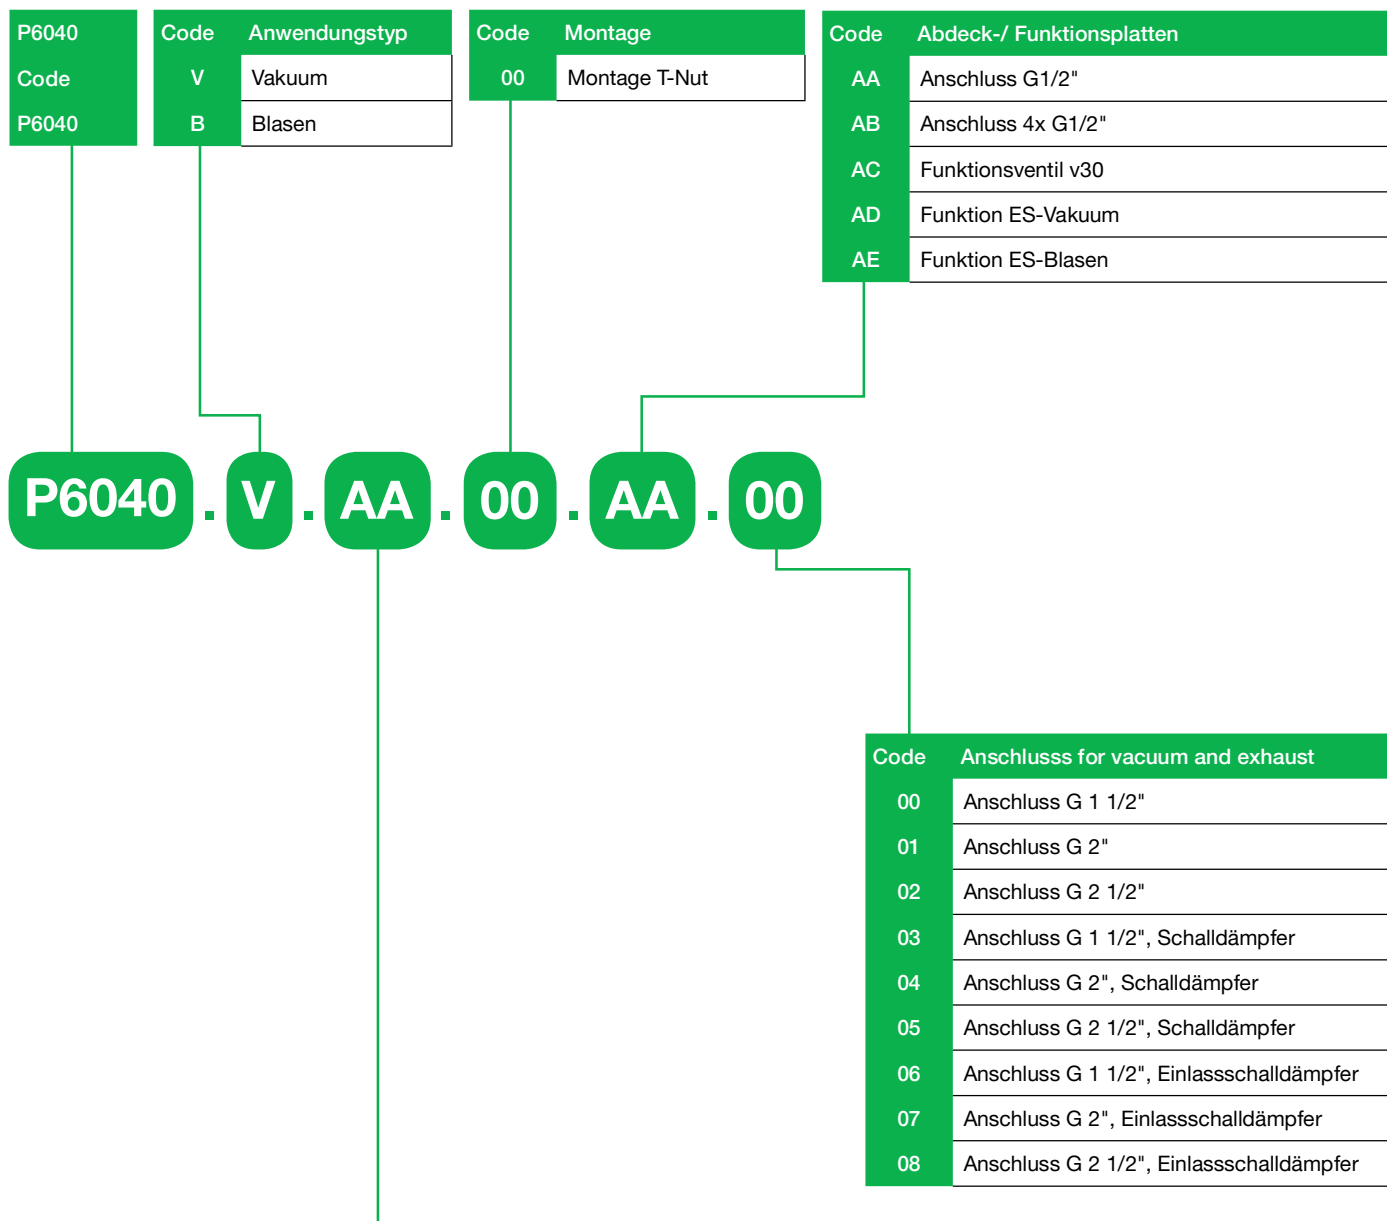 P6040
Code
P6040
Code Anwendungstyp
V Vakuum
B Blasen
Code Montage
00 Montage T-Nut
Code Abdeck-/ Funktionsplatten
AA Anschluss G1/2"
AB Anschluss 4x G1/2"
AC Funktionsventil v30
AD Funktion ES-Vakuum
AE Funktion ES-Blasen
P6040 . V . AA . 00 . AA . 00
Code Anschlusss for vacuum and exhaust
00 Anschluss G 1 1/2"
01 Anschluss G 2"
02 Anschluss G 2 1/2"
03 Anschluss G 1 1/2", Schalldämpfer
04 Anschluss G 2", Schalldämpfer
05 Anschluss G 2 1/2", Schalldämpfer
06 Anschluss G 1 1/2", Einlassschalldämpfer
07 Anschluss G 2", Einlassschalldämpfer
08 Anschluss G 2 1/2", Einlassschalldämpfer